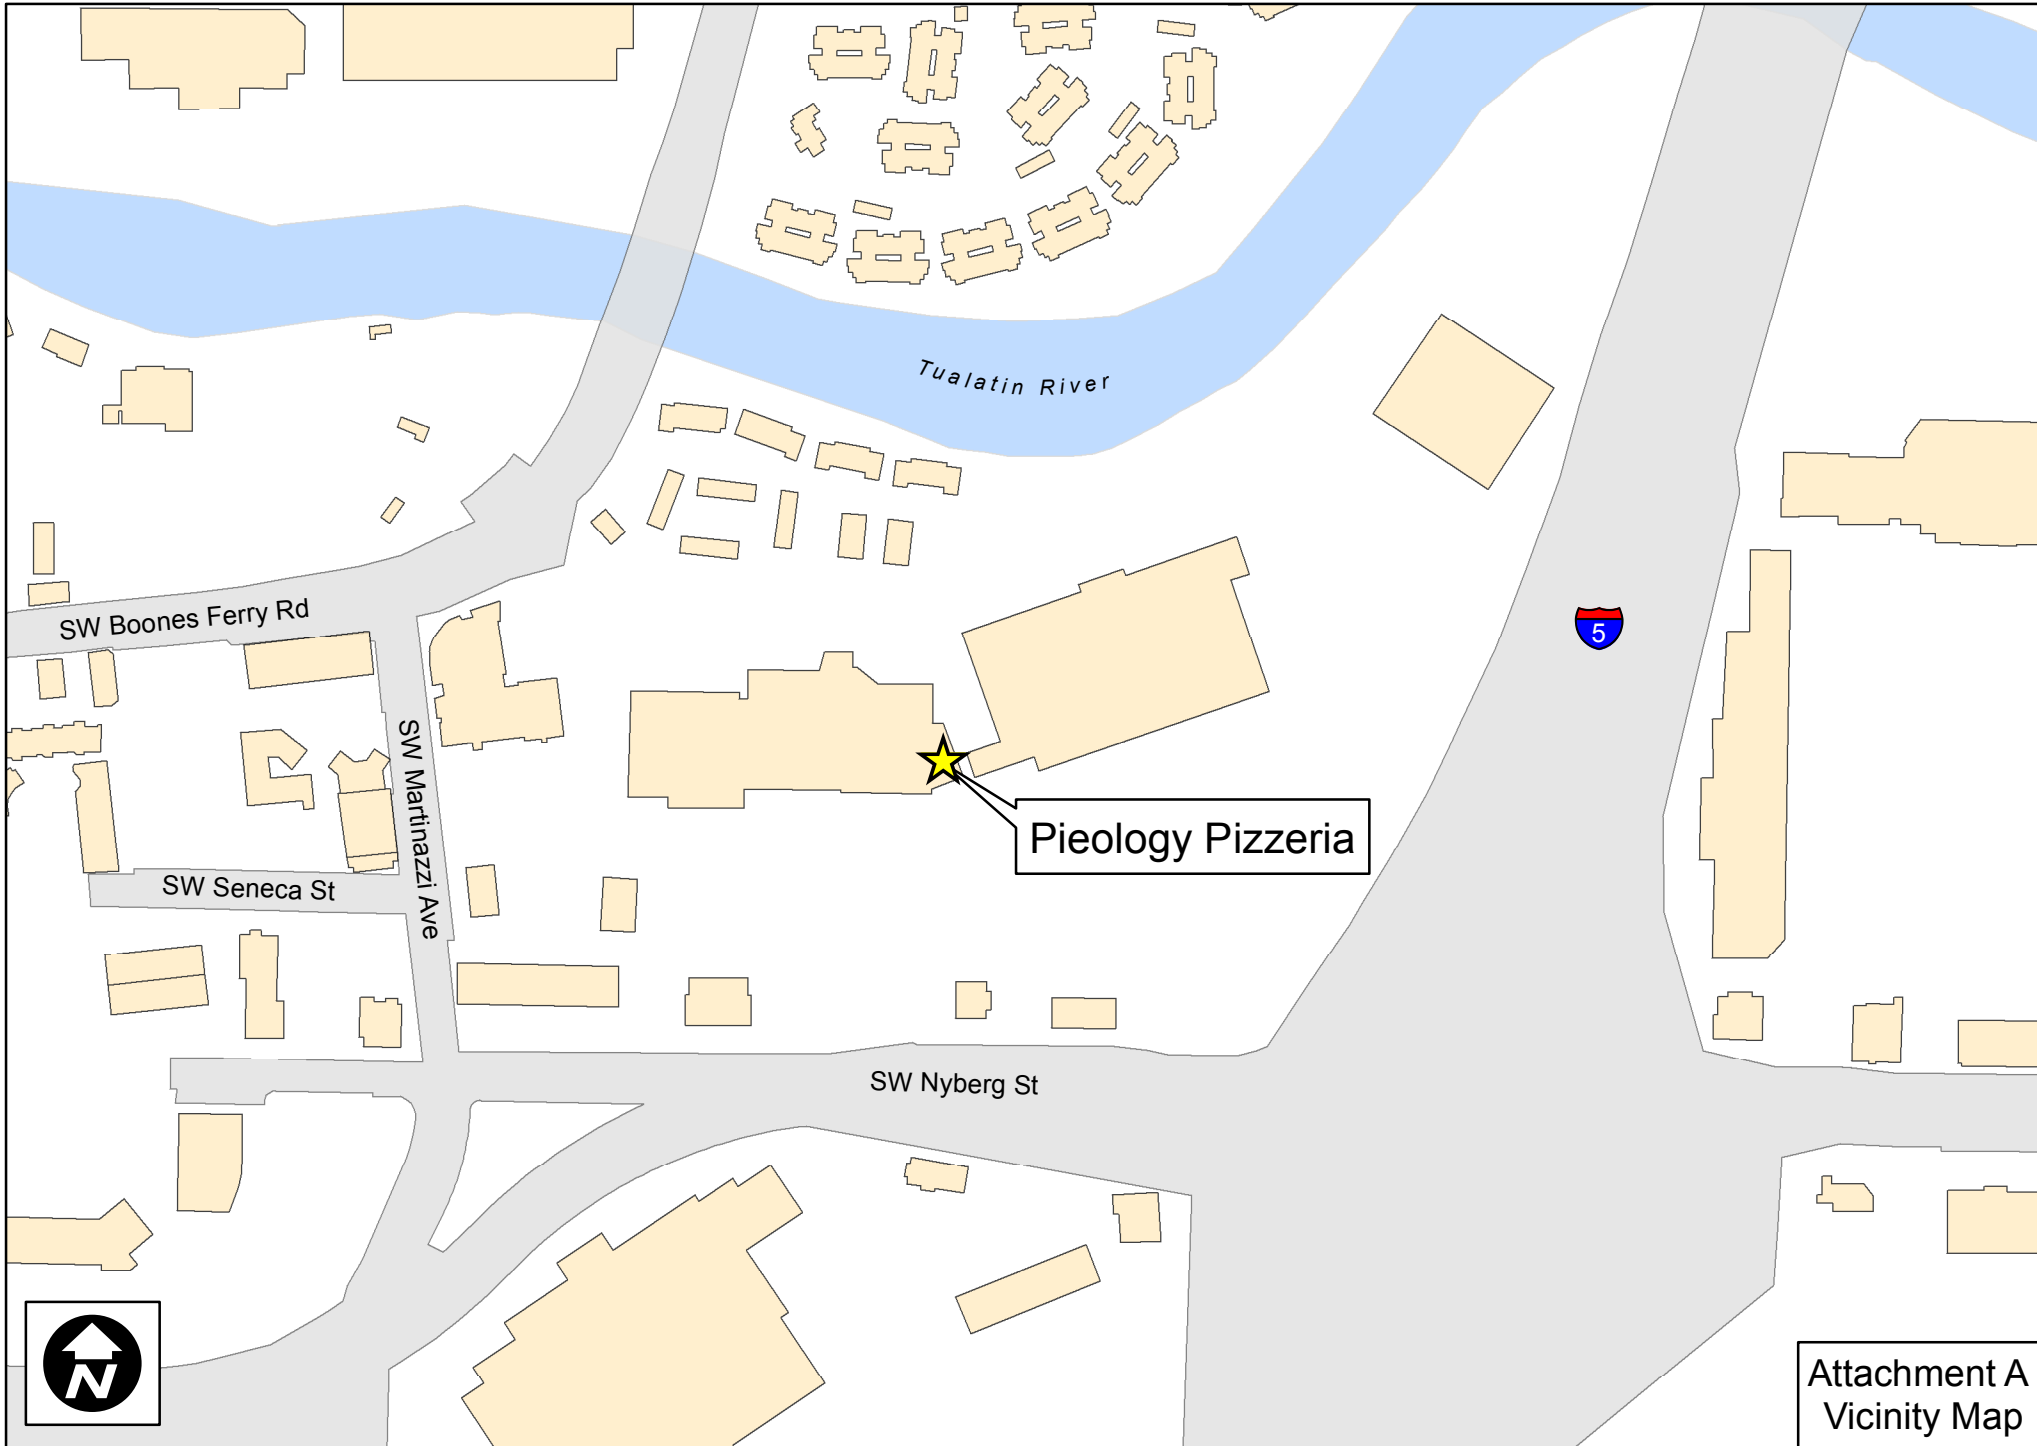 Tualatin River
SW Boones Ferry Rd
5
SW Martinazzi Ave
Pieology Pizzeria
SW Seneca St
SW Nyberg St
N
Attachment A
Vicinity Map